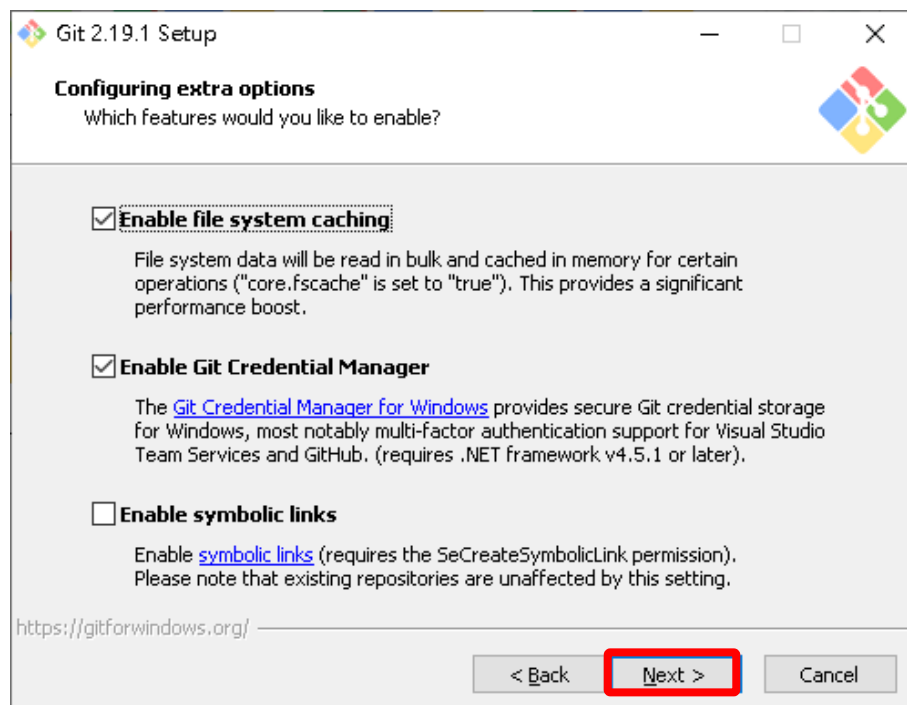 Git 2.19.1 Setup
Configuring extra options
Which features would you like to enable?
Enable file system caching
File system data will be read in bulk and cached in memory for certain
operations ("core.fscache" is set to "true"). This provides a significant
performance boost.
Enable Git Credential Manager
The Git Credential Manager for Windows provides secure Git credential storage
for Windows, most notably multi-factor authentication support for Visual Studio
Team Services and GitHub. (requires .NET framework v4.5.1 or later).
Enable symbolic links
Enable symbolic links (requires the SeCreateSymbolicLink permission).
Please note that existing repositories are unaffected by this setting.
https://gitforwindows.org/
< Back Next > Cancel